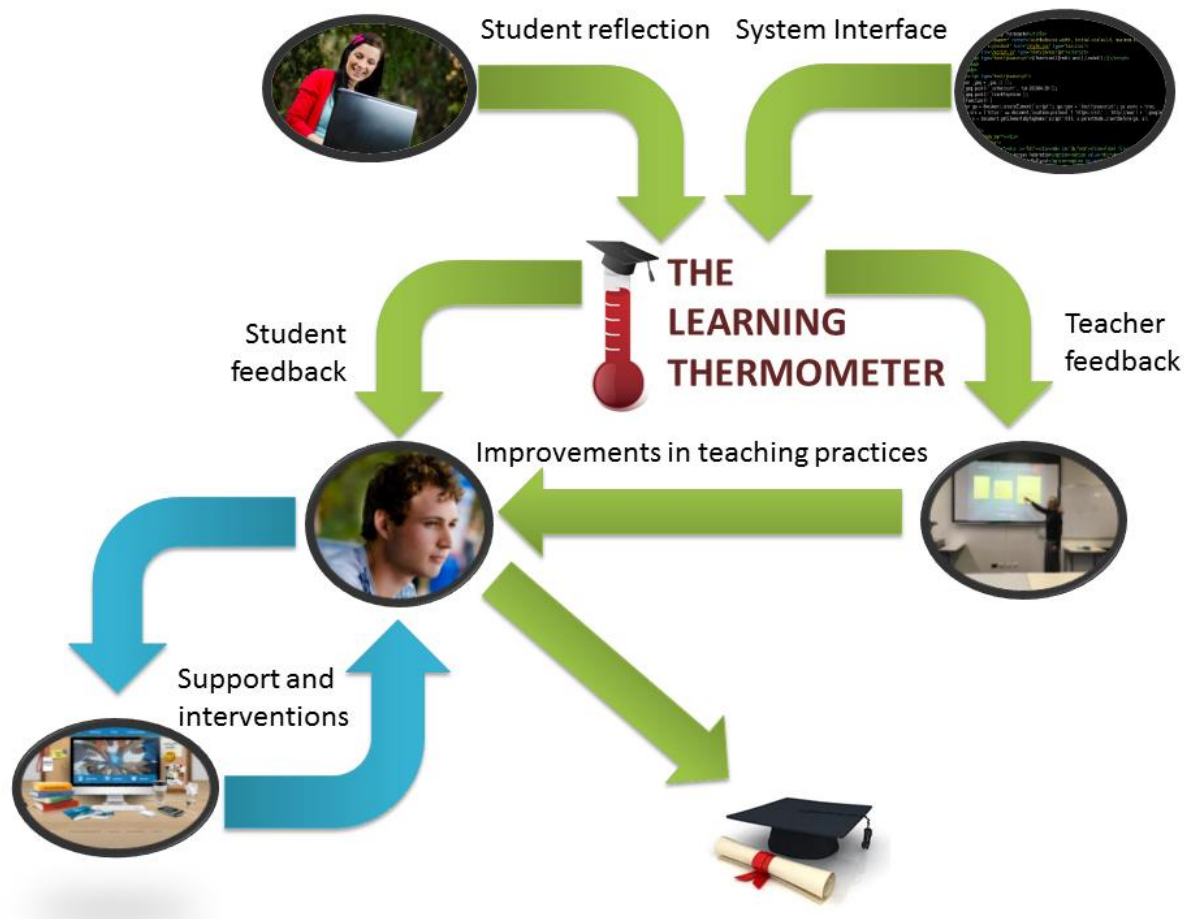 Student reflection
System Interface
THE
LEARNING
THERMOMETER
Student
feedback
Teacher
feedback
Improvements in teaching practices
Support and
interventions